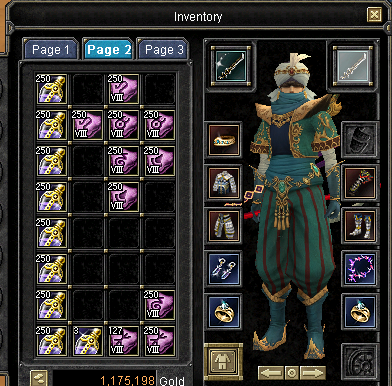 Inventory
Page 1 Page 2 Page 3
250 250
VIII
250 250 250 250
VIII VIII VIII
250 250 250
VIII VIII
250 250
VIII
250
250
250 250
VIII
250 3 127 250
VIII VIII
1,175,198 Gold